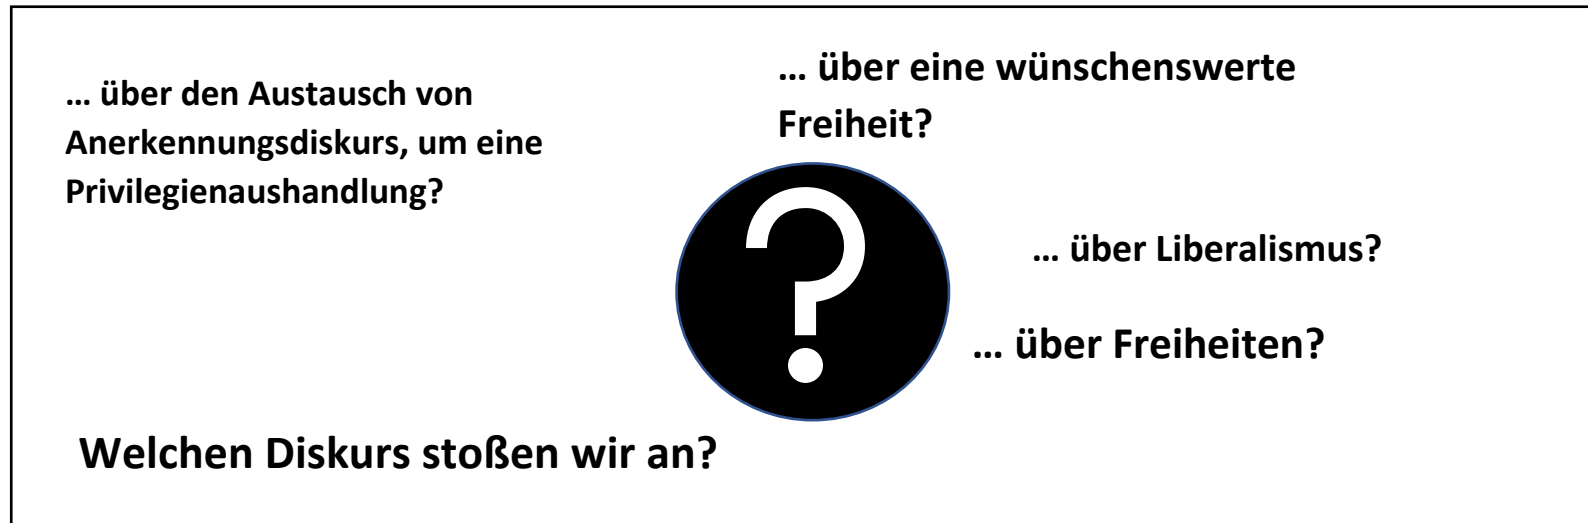 … über den Austausch von
Anerkennungsdiskurs, um eine
Privilegienaushandlung?
… über eine wünschenswerte
Freiheit?
?
… über Liberalismus?
… über Freiheiten?
Welchen Diskurs stoßen wir an?